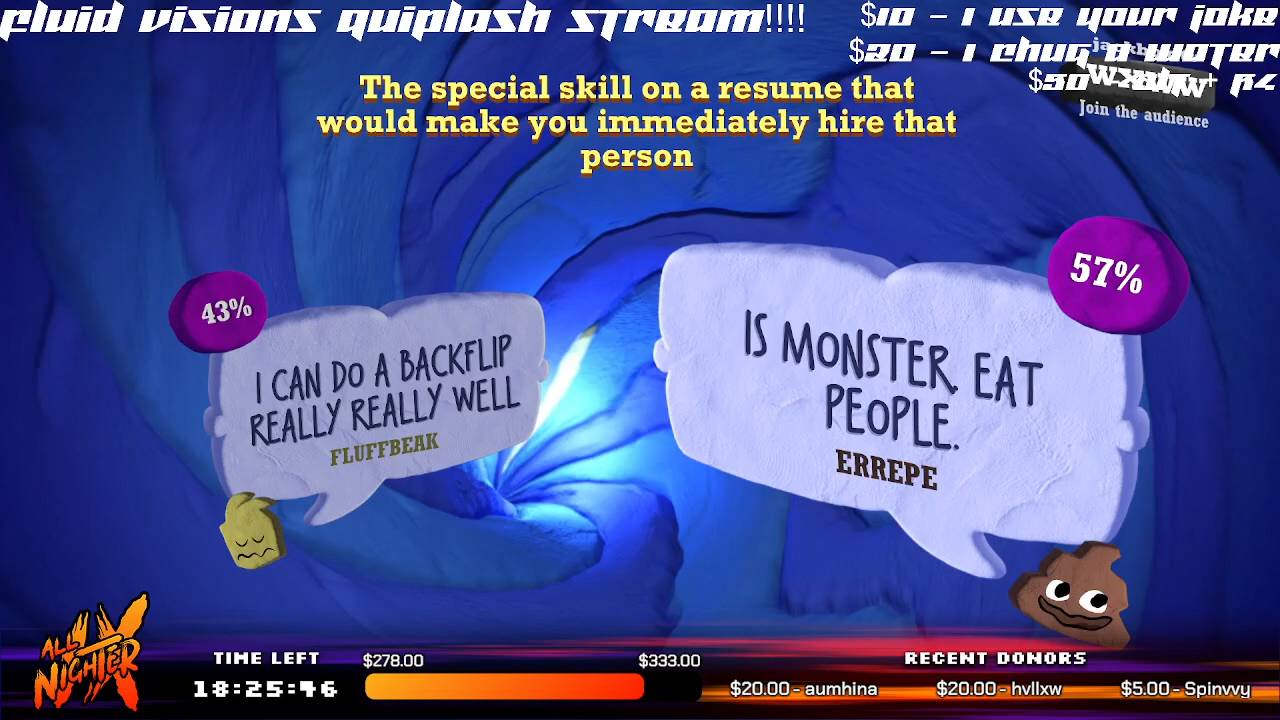 fluid visions quiplash stream!!!!
$10 - I use your joke
$20 - I chug a water
Join the audience
The special skill on a resume that
would make you immediately hire that
person
43%
I CAN DO A BACKFLIP
REALLY REALLY WELL
FLUFFBEAK
57%
IS MONSTER. EAT
PEOPLE.
ERREPE
ALL
NIGHTER
TIME LEFT
18:25:46
$278.00
$333.00
RECENT DONORS
$20.00 - aumhina
$20.00 - hvllxw
$5.00 - Spinvvy